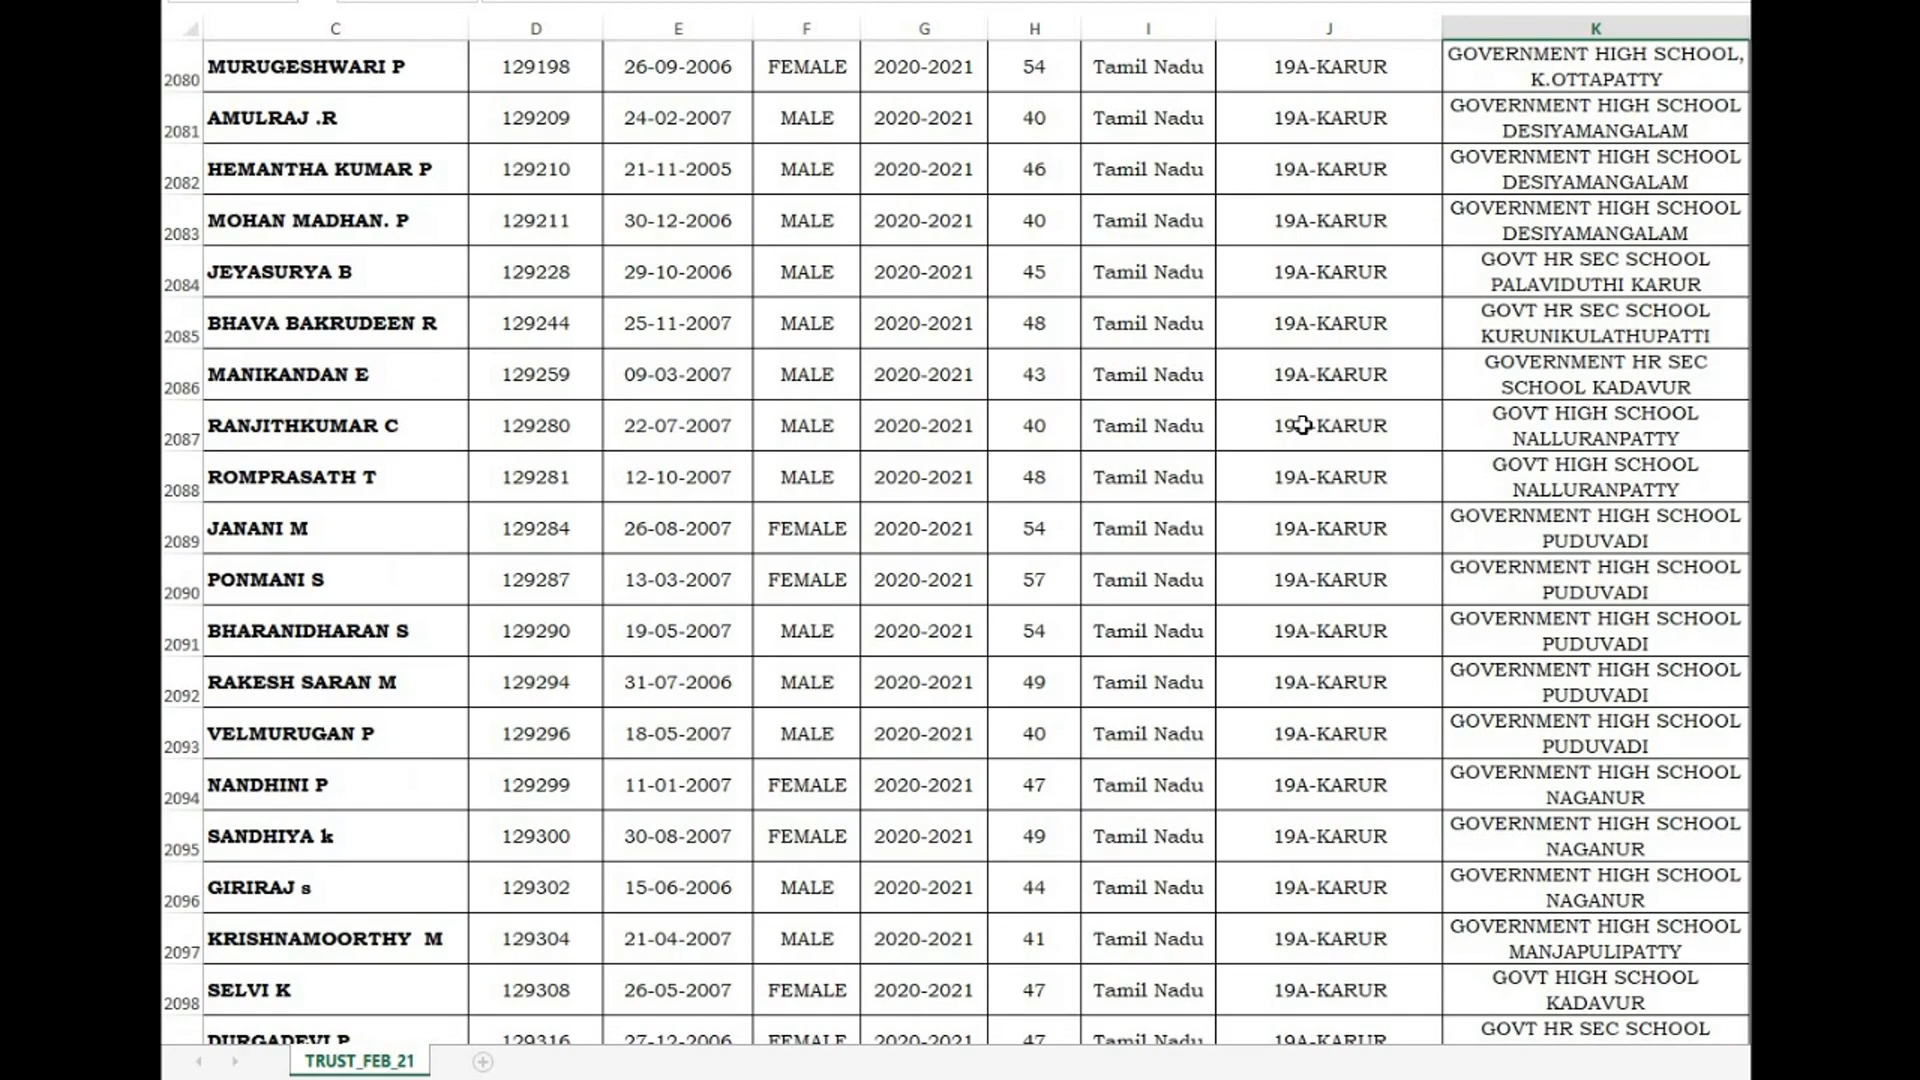 C D E F G H I J K
2080 MURUGESHWARI P 129198 26-09-2006 FEMALE 2020-2021 54 Tamil Nadu 19A-KARUR GOVERNMENT HIGH SCHOOL,
K.OTTAPATTY
2081 AMULRAJ .R 129209 24-02-2007 MALE 2020-2021 40 Tamil Nadu 19A-KARUR GOVERNMENT HIGH SCHOOL
DESIYAMANGALAM
2082 HEMANTHA KUMAR P 129210 21-11-2005 MALE 2020-2021 46 Tamil Nadu 19A-KARUR GOVERNMENT HIGH SCHOOL
DESIYAMANGALAM
2083 MOHAN MADHAN. P 129211 30-12-2006 MALE 2020-2021 40 Tamil Nadu 19A-KARUR GOVERNMENT HIGH SCHOOL
DESIYAMANGALAM
2084 JEYASURYA B 129228 29-10-2006 MALE 2020-2021 45 Tamil Nadu 19A-KARUR GOVT HR SEC SCHOOL
PALAVIDUTHI KARUR
2085 BHAVA BAKRUDEEN R 129244 25-11-2007 MALE 2020-2021 48 Tamil Nadu 19A-KARUR GOVT HR SEC SCHOOL
KURUNIKULATHUPATTI
2086 MANIKANDAN E 129259 09-03-2007 MALE 2020-2021 43 Tamil Nadu 19A-KARUR GOVERNMENT HR SEC
SCHOOL KADAVUR
2087 RANJITHKUMAR C 129280 22-07-2007 MALE 2020-2021 40 Tamil Nadu 19A-KARUR GOVT HIGH SCHOOL
NALLURANPATTY
2088 ROMPRASATH T 129281 12-10-2007 MALE 2020-2021 48 Tamil Nadu 19A-KARUR GOVT HIGH SCHOOL
NALLURANPATTY
2089 JANANI M 129284 26-08-2007 FEMALE 2020-2021 54 Tamil Nadu 19A-KARUR GOVERNMENT HIGH SCHOOL
PUDUVADI
2090 PONMANI S 129287 13-03-2007 FEMALE 2020-2021 57 Tamil Nadu 19A-KARUR GOVERNMENT HIGH SCHOOL
PUDUVADI
2091 BHARANIDHARAN S 129290 19-05-2007 MALE 2020-2021 54 Tamil Nadu 19A-KARUR GOVERNMENT HIGH SCHOOL
PUDUVADI
2092 RAKESH SARAN M 129294 31-07-2006 MALE 2020-2021 49 Tamil Nadu 19A-KARUR GOVERNMENT HIGH SCHOOL
PUDUVADI
2093 VELMURUGAN P 129296 18-05-2007 MALE 2020-2021 40 Tamil Nadu 19A-KARUR GOVERNMENT HIGH SCHOOL
PUDUVADI
2094 NANDHINI P 129299 11-01-2007 FEMALE 2020-2021 47 Tamil Nadu 19A-KARUR GOVERNMENT HIGH SCHOOL
NAGANUR
2095 SANDHIYA k 129300 30-08-2007 FEMALE 2020-2021 49 Tamil Nadu 19A-KARUR GOVERNMENT HIGH SCHOOL
NAGANUR
2096 GIRIRAJ s 129302 15-06-2006 MALE 2020-2021 44 Tamil Nadu 19A-KARUR GOVERNMENT HIGH SCHOOL
NAGANUR
2097 KRISHNAMOORTHY M 129304 21-04-2007 MALE 2020-2021 41 Tamil Nadu 19A-KARUR GOVERNMENT HIGH SCHOOL
MANJAPULIPATTY
2098 SELVI K 129308 26-05-2007 FEMALE 2020-2021 47 Tamil Nadu 19A-KARUR GOVT HIGH SCHOOL
KADAVUR
DURGADEVI P 129316 27-12-2006 FEMALE 2020-2021 47 Tamil Nadu 19A-KARUR GOVT HR SEC SCHOOL
TRUST_FEB_21